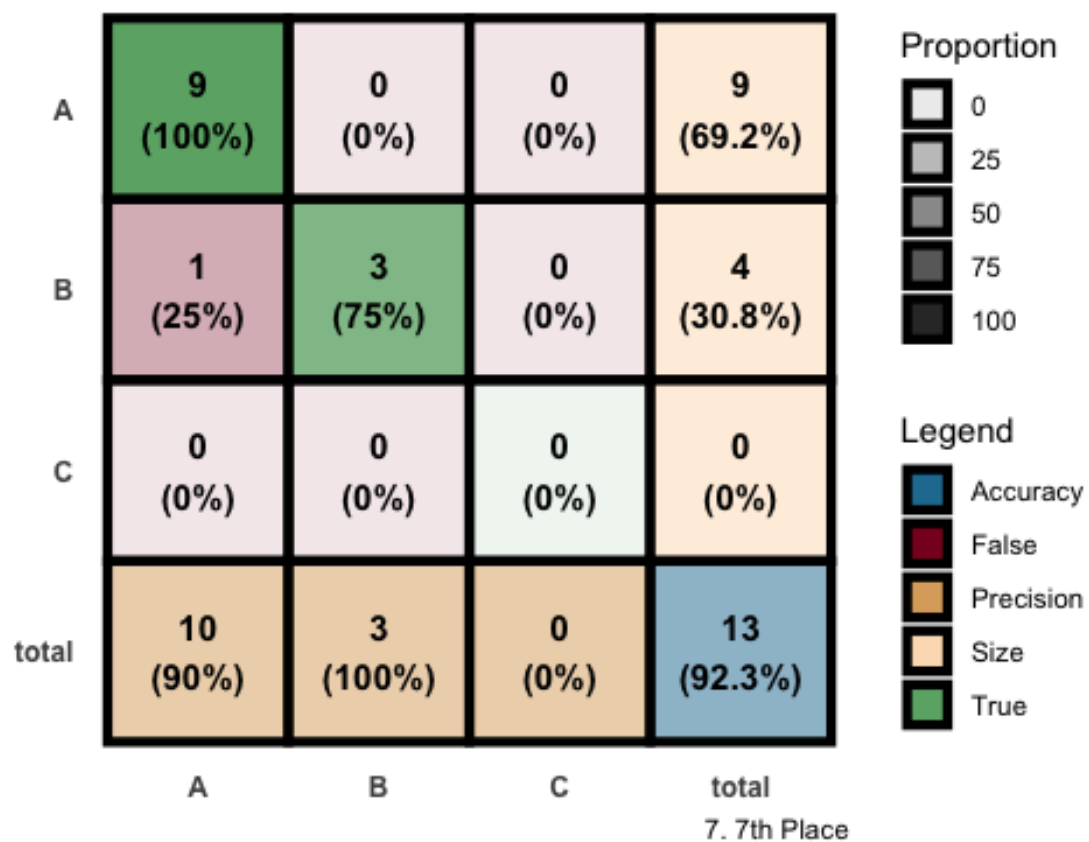 A
9
(100%)
0
(0%)
0
(0%)
9
(69.2%)
B
1
(25%)
3
(75%)
0
(0%)
4
(30.8%)
C
0
(0%)
0
(0%)
0
(0%)
0
(0%)
total
10
(90%)
3
(100%)
0
(0%)
13
(92.3%)
A
B
C
total
7. 7th Place
Proportion
0
25
50
75
100
Legend
Accuracy
False
Precision
Size
True